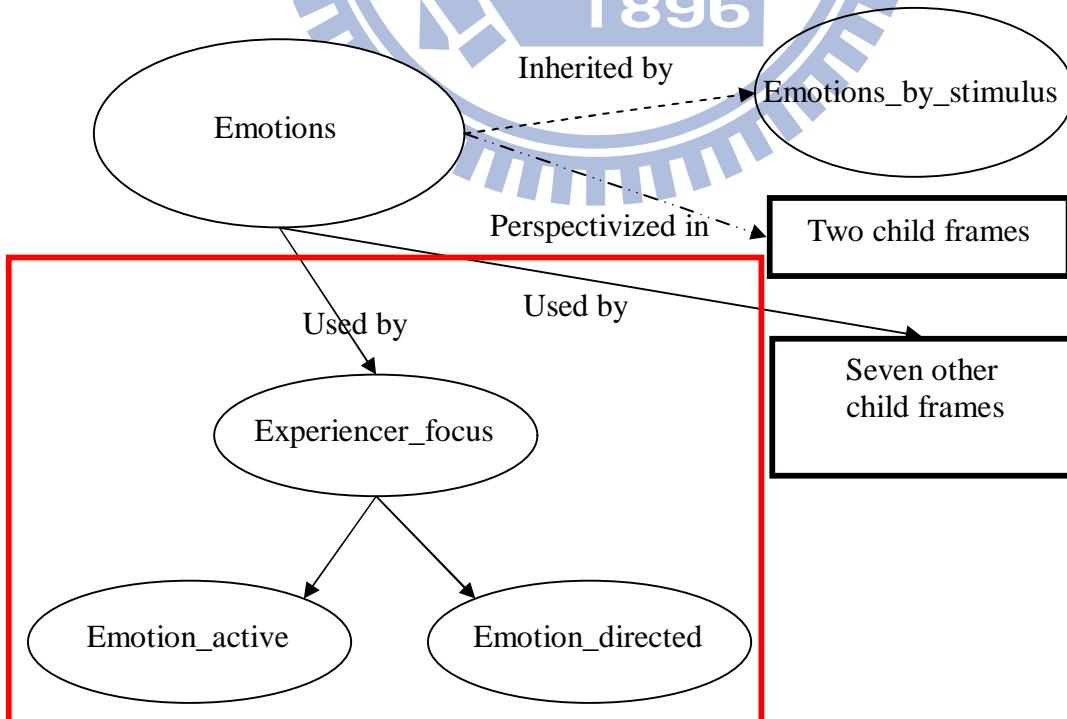 1896
Inherited by
Emotions_by_stimulus
Emotions
Perspectivized in
Two child frames
Used by
Used by
Seven other
child frames
Experiencer_focus
Emotion_active
Emotion_directed